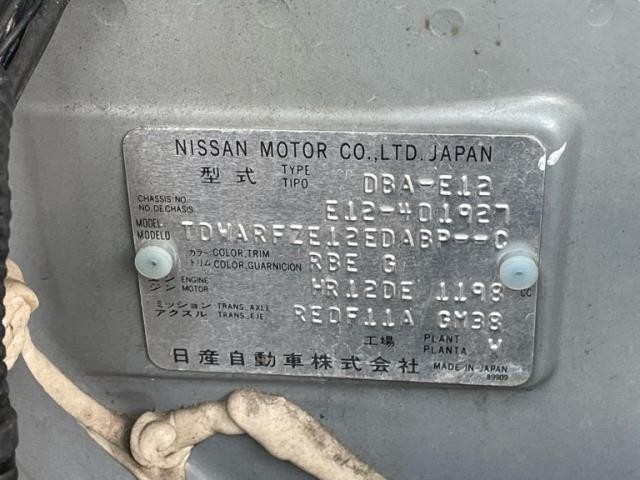 NISSAN MOTOR CO.,LTD. JAPAN
型式 TYPE TIPO DBA-E12
CHASSIS NO. NO. DECHASIS E12-401927
MODEL MODELO TDWARFZE12EDABP--C
カラー COLOR, TRIM トリム COLOR, GUARNICION RBE G
エンジン ENGINE MOTOR HR12DE 1198 CC
ミッション TRANS. AXLE アクスル TRANS., EJE RE0F11A GM38
工場 PLANT PLANTA W
日産自動車株式会社 MADE IN JAPAN
89909